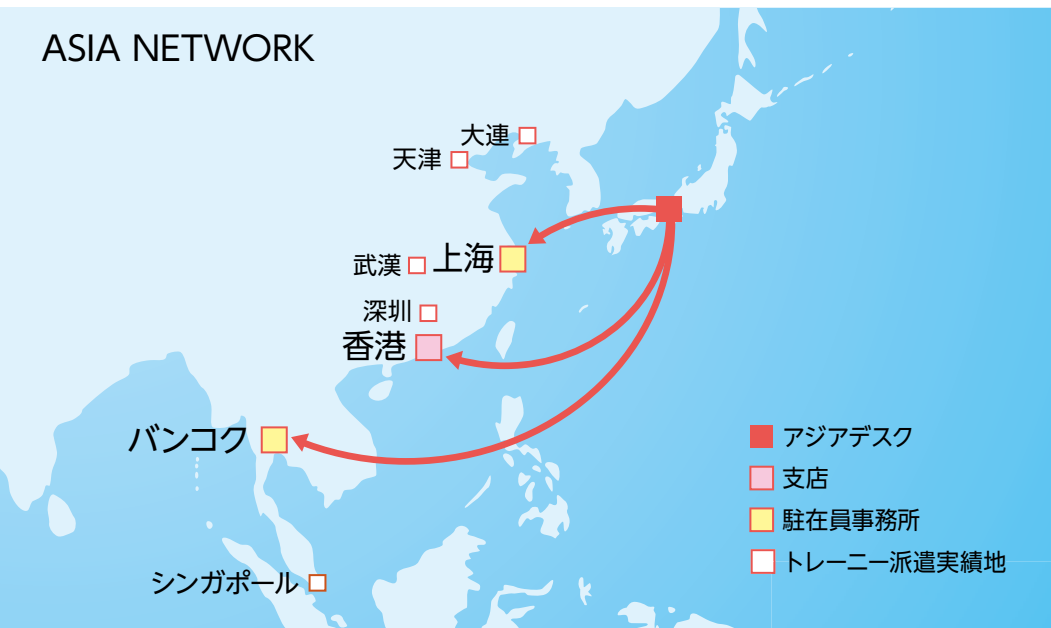 ASIA NETWORK
大連
天津
武漢
上海
深圳
香港
バンコク
シンガポール
アジアデスク
支店
駐在員事務所
トレーニー派遣実績地